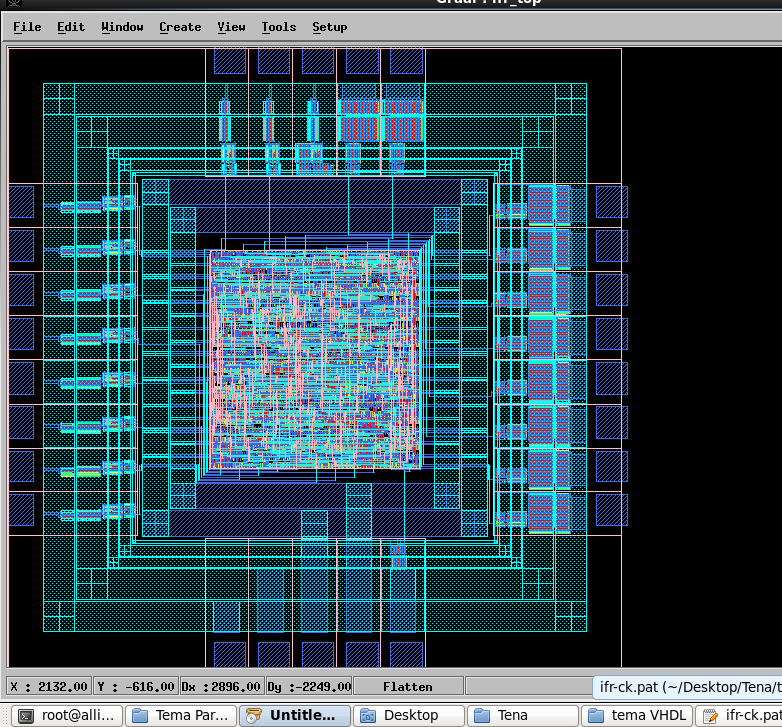 File Edit Window Create View Tools Setup
X : 2132.00 Y : -616.00 Dx :2896.00 Dy :-2249.00 Flatten
ifr-ck.pat (~/Desktop/Tena/t
root@alli... Tema Par... Untitle... Desktop Tena tema VHDL ifr-ck.pa